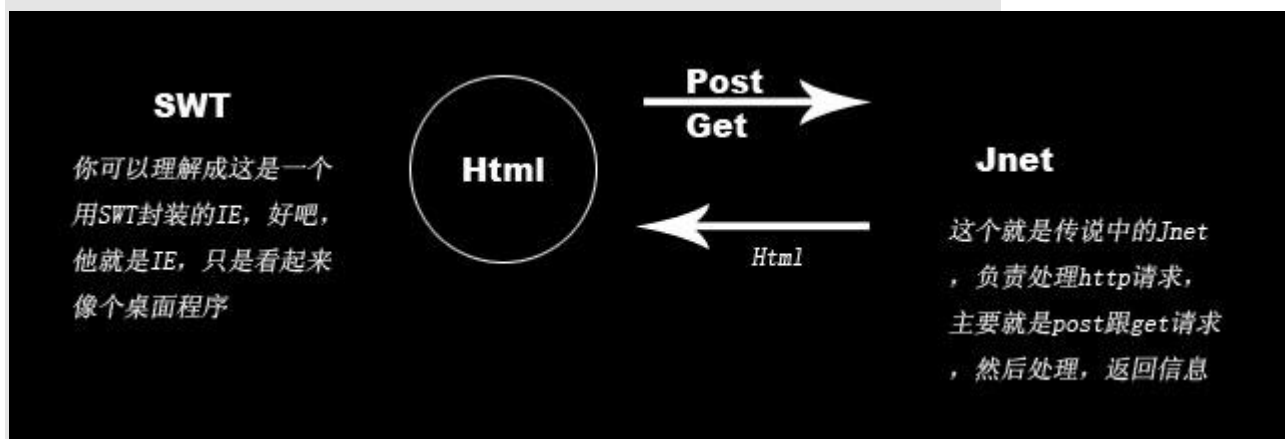 SWT
你可以理解成这是一个
用SWT封装的IE，好吧，
他就是IE，只是看起来
像个桌面程序
Html
Post
Get
Html
Jnet
这个就是传说中的Jnet
，负责处理http请求，
主要就是post跟get请求
，然后处理，返回信息